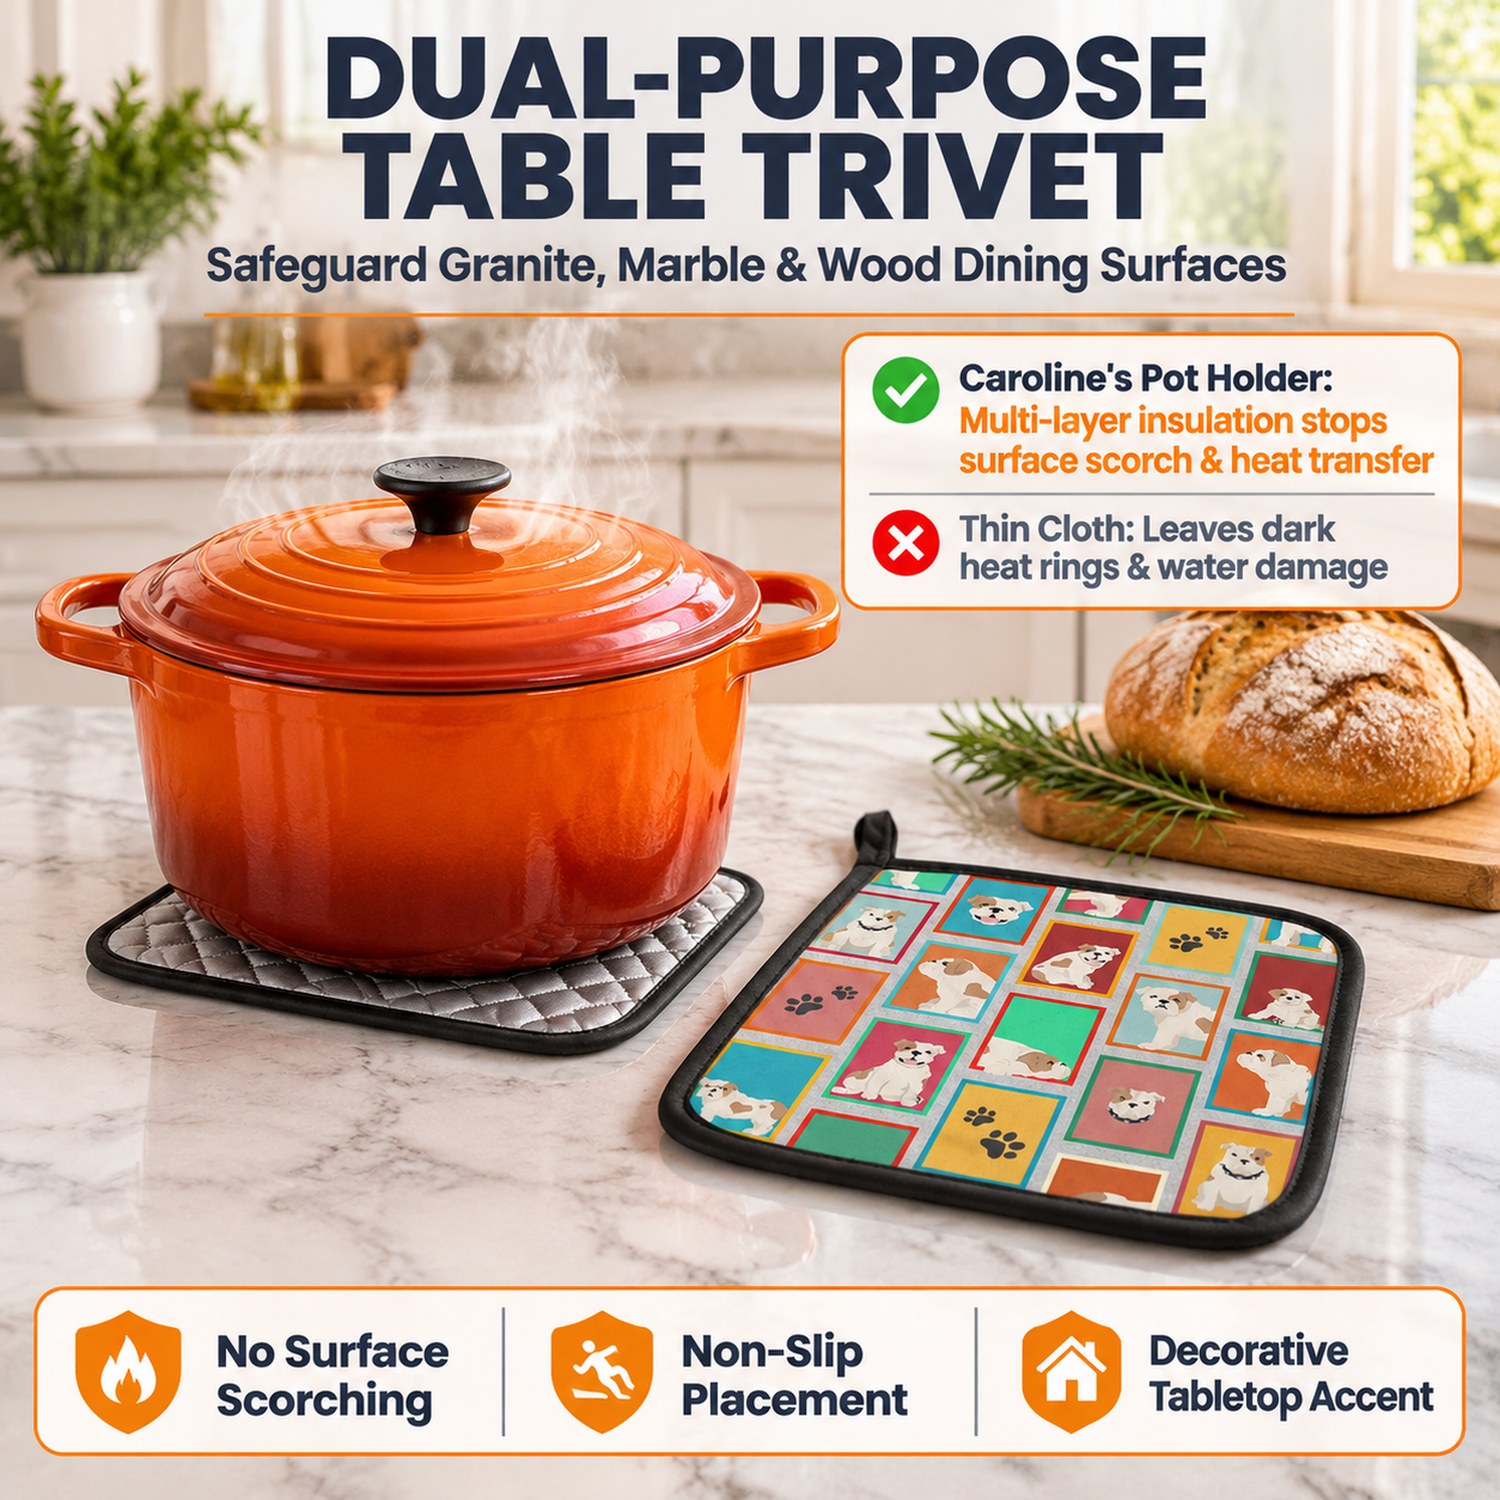 DUAL-PURPOSE
TABLE TRIVET
Safeguard Granite, Marble & Wood Dining Surfaces
Caroline's Pot Holder:
Multi-layer insulation stops
surface scorch & heat transfer
Thin Cloth: Leaves dark
heat rings & water damage
No Surface
Scorching
Non-Slip
Placement
Decorative
Tabletop Accent